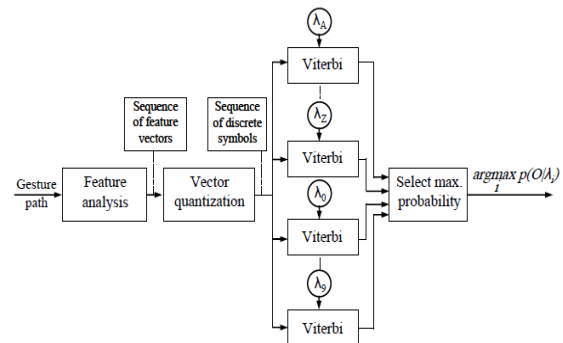 λA
Viterbi
Sequence
of feature
vectors
Sequence
of discrete
symbols
λZ
Viterbi
Gesture
path
Feature
analysis
Vector
quantization
λ0
Viterbi
λ9
Viterbi
Select max.
probability
argmax p(O|λi)
1